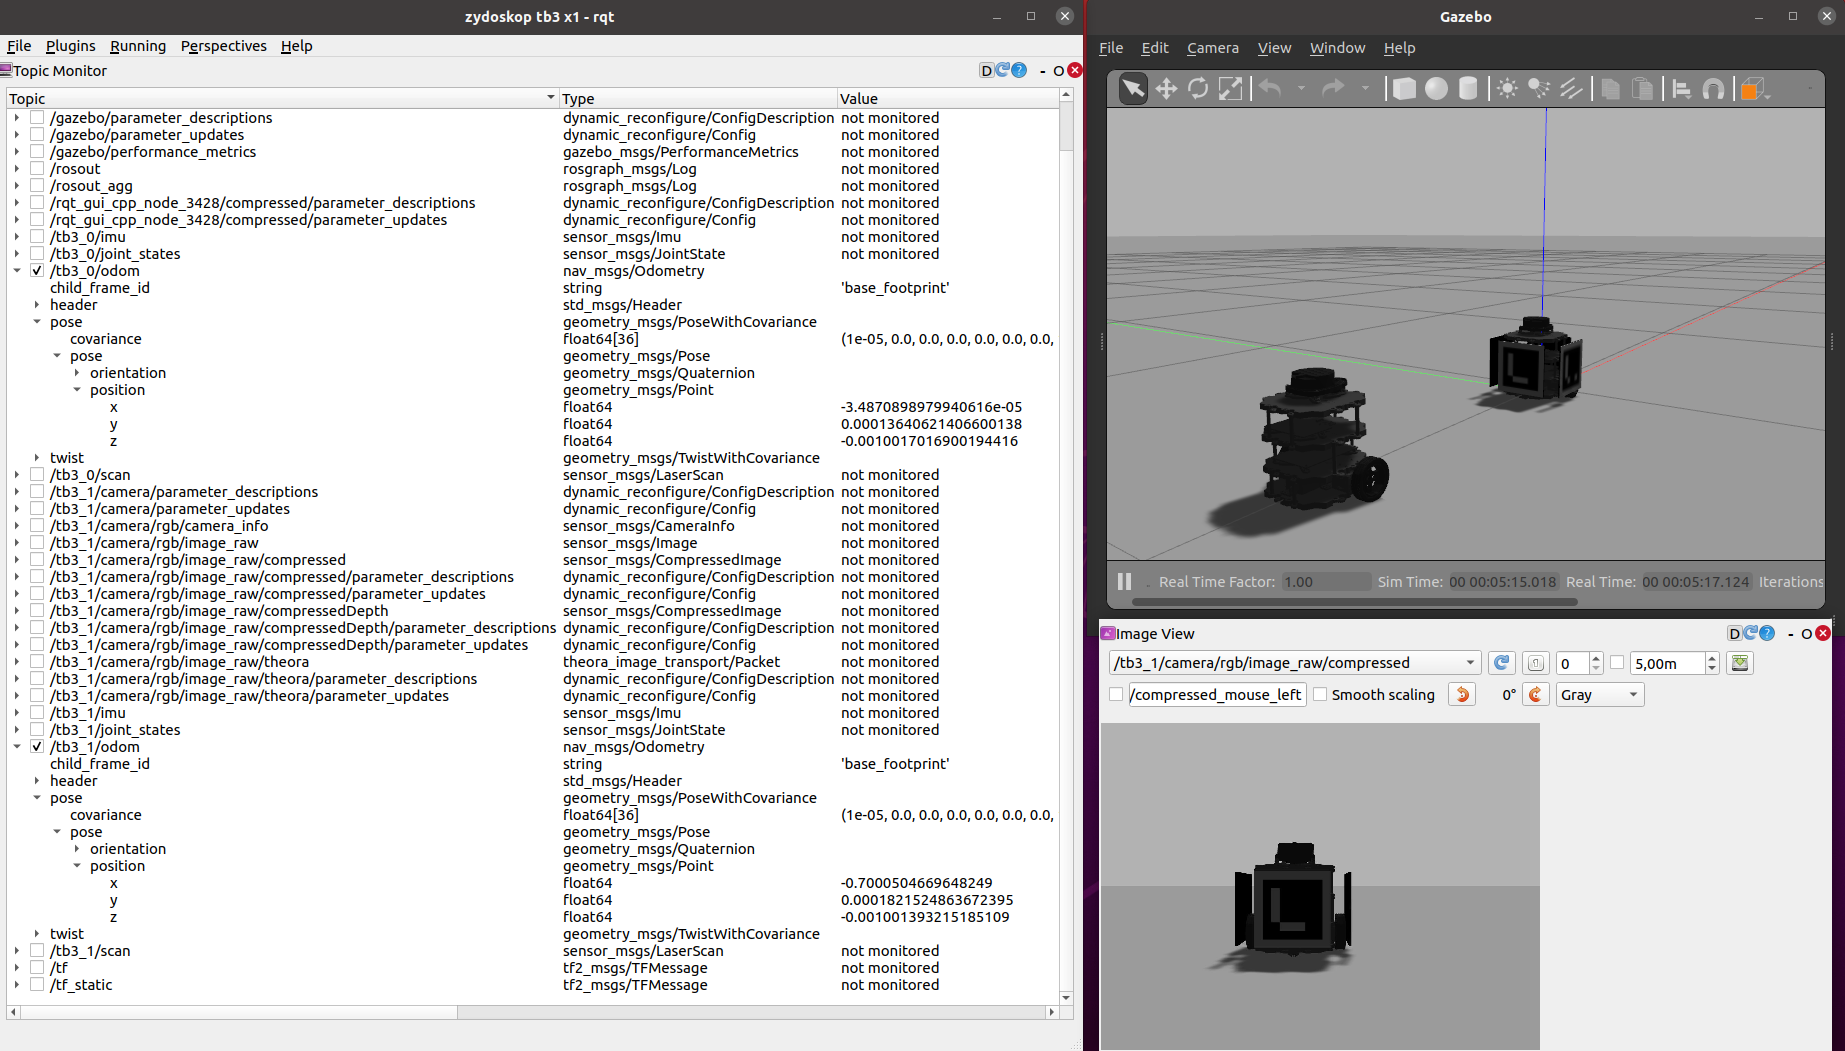 zydoskop tb3 x1 - rqt
File Plugins Running Perspectives Help
Topic Monitor
D ? - O
Topic Type Value
/gazebo/parameter_descriptions dynamic_reconfigure/ConfigDescription not monitored
/gazebo/parameter_updates dynamic_reconfigure/Config not monitored
/gazebo/performance_metrics gazebo_msgs/PerformanceMetrics not monitored
/rosout rosgraph_msgs/Log not monitored
/rosout_agg rosgraph_msgs/Log not monitored
/rqt_gui_cpp_node_3428/compressed/parameter_descriptions dynamic_reconfigure/ConfigDescription not monitored
/rqt_gui_cpp_node_3428/compressed/parameter_updates dynamic_reconfigure/Config not monitored
/tb3_0/imu sensor_msgs/Imu not monitored
/tb3_0/joint_states sensor_msgs/JointState not monitored
/tb3_0/odom nav_msgs/Odometry
child_frame_id string 'base_footprint'
header std_msgs/Header
pose geometry_msgs/PoseWithCovariance
covariance float64[36] (1e-05, 0.0, 0.0, 0.0, 0.0, 0.0, 0.0,
pose geometry_msgs/Pose
orientation geometry_msgs/Quaternion
position geometry_msgs/Point
x float64 -3.4870898979940616e-05
y float64 0.00013640621406600138
z float64 -0.0010017016900194416
twist geometry_msgs/TwistWithCovariance
/tb3_0/scan sensor_msgs/LaserScan not monitored
/tb3_1/camera/parameter_descriptions dynamic_reconfigure/ConfigDescription not monitored
/tb3_1/camera/parameter_updates dynamic_reconfigure/Config not monitored
/tb3_1/camera/rgb/camera_info sensor_msgs/CameraInfo not monitored
/tb3_1/camera/rgb/image_raw sensor_msgs/Image not monitored
/tb3_1/camera/rgb/image_raw/compressed sensor_msgs/CompressedImage not monitored
/tb3_1/camera/rgb/image_raw/compressed/parameter_descriptions dynamic_reconfigure/ConfigDescription not monitored
/tb3_1/camera/rgb/image_raw/compressed/parameter_updates dynamic_reconfigure/Config not monitored
/tb3_1/camera/rgb/image_raw/compressedDepth sensor_msgs/CompressedImage not monitored
/tb3_1/camera/rgb/image_raw/compressedDepth/parameter_descriptions dynamic_reconfigure/ConfigDescription not monitored
/tb3_1/camera/rgb/image_raw/compressedDepth/parameter_updates dynamic_reconfigure/Config not monitored
/tb3_1/camera/rgb/image_raw/theora theora_image_transport/Packet not monitored
/tb3_1/camera/rgb/image_raw/theora/parameter_descriptions dynamic_reconfigure/ConfigDescription not monitored
/tb3_1/camera/rgb/image_raw/theora/parameter_updates dynamic_reconfigure/Config not monitored
/tb3_1/imu sensor_msgs/Imu not monitored
/tb3_1/joint_states sensor_msgs/JointState not monitored
/tb3_1/odom nav_msgs/Odometry
child_frame_id string 'base_footprint'
header std_msgs/Header
pose geometry_msgs/PoseWithCovariance
covariance float64[36] (1e-05, 0.0, 0.0, 0.0, 0.0, 0.0, 0.0,
pose geometry_msgs/Pose
orientation geometry_msgs/Quaternion
position geometry_msgs/Point
x float64 -0.7000504669648249
y float64 0.0001821524863672395
z float64 -0.001001393215185109
twist geometry_msgs/TwistWithCovariance
/tb3_1/scan sensor_msgs/LaserScan not monitored
/tf tf2_msgs/TFMessage not monitored
/tf_static tf2_msgs/TFMessage not monitored
Gazebo
File Edit Camera View Window Help
Real Time Factor: 1.00 Sim Time: 00 00:05:15.018 Real Time: 00 00:05:17.124 Iterations
Image View
D ? - O
/tb3_1/camera/rgb/image_raw/compressed 0 5,00m
/compressed_mouse_left Smooth scaling 0° Gray